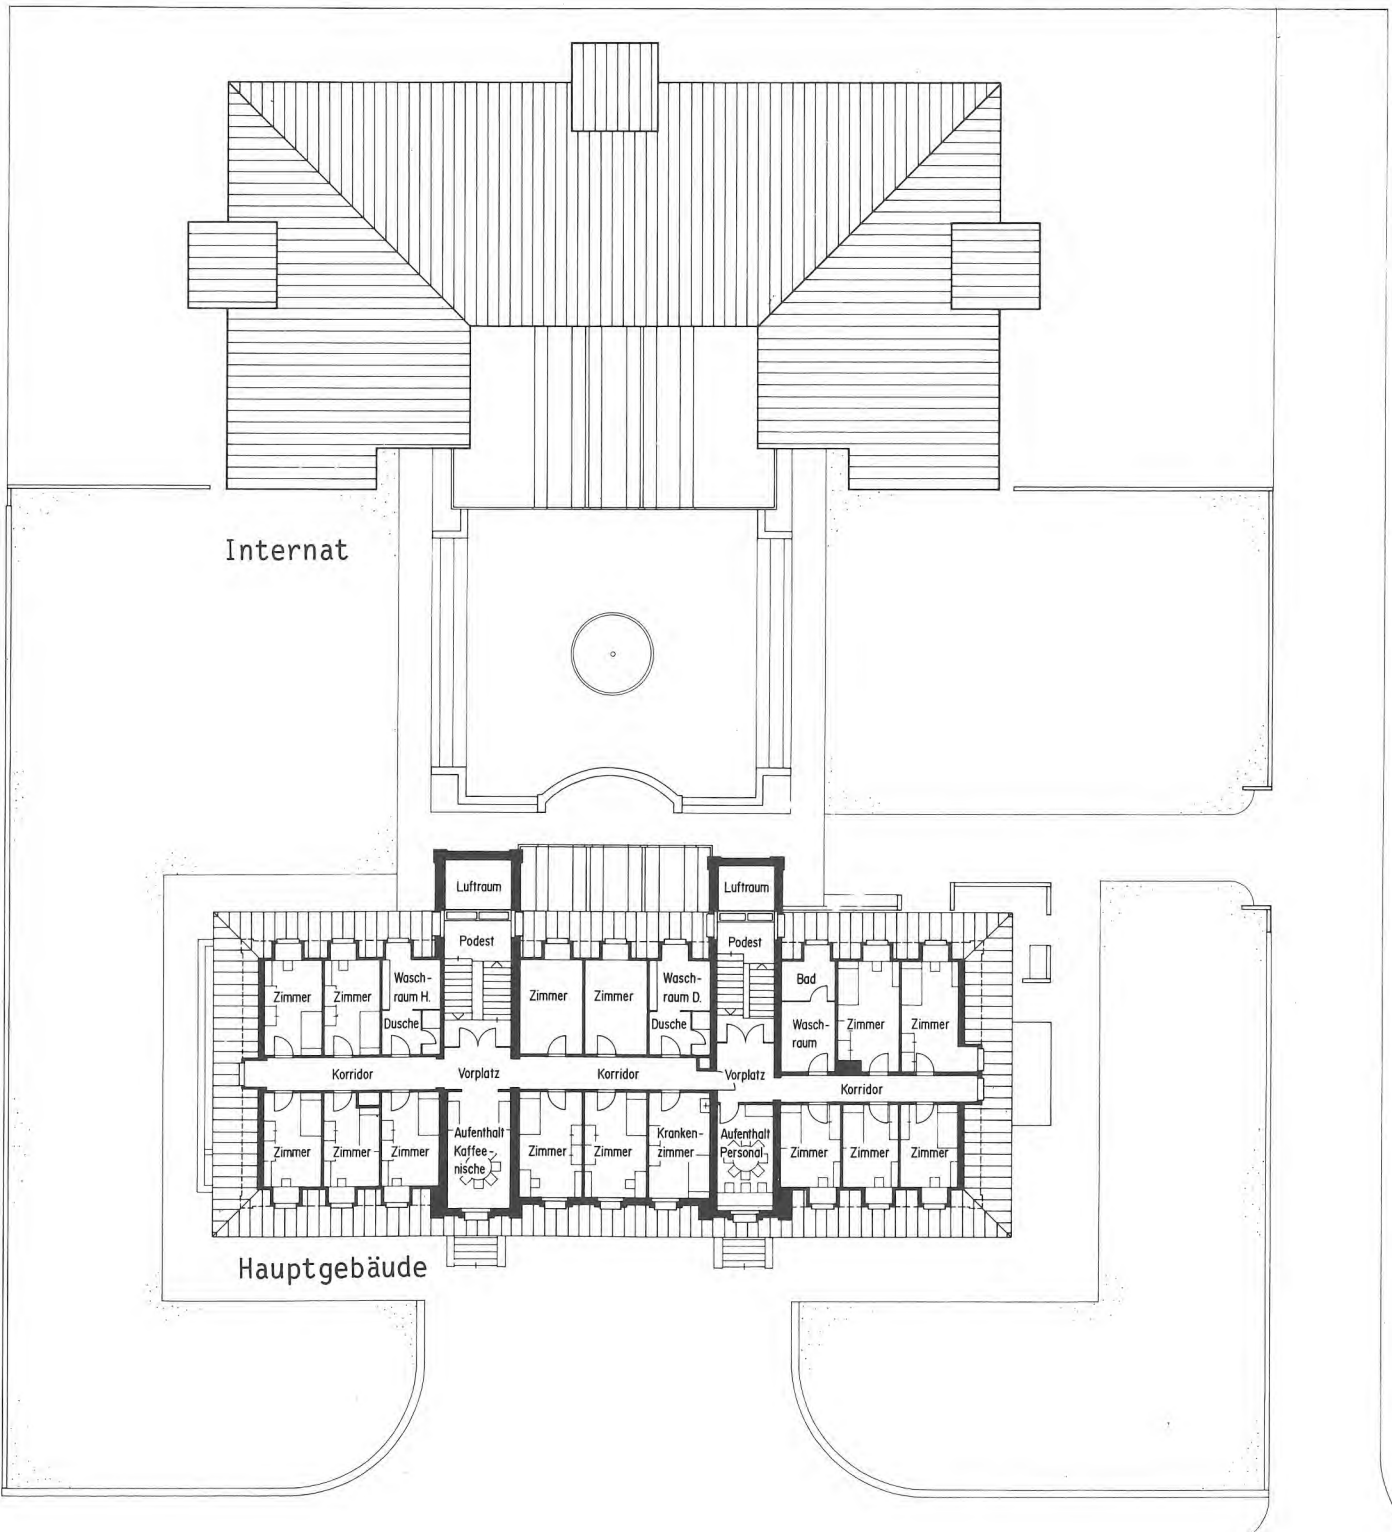 Internat
Luftraum
Luftraum
Podest
Podest
Zimmer
Zimmer
Wasch-
raum H.
Dusche
Zimmer
Zimmer
Wasch-
raum D.
Dusche
Bad
Wasch-
raum
Zimmer
Zimmer
Korridor
Vorplatz
Korridor
Vorplatz
Korridor
Zimmer
Zimmer
Zimmer
Aufenthalt
Kaffee-
nische
Zimmer
Zimmer
Kranken-
zimmer
Aufenthalt
Personal
Zimmer
Zimmer
Zimmer
Hauptgebäude